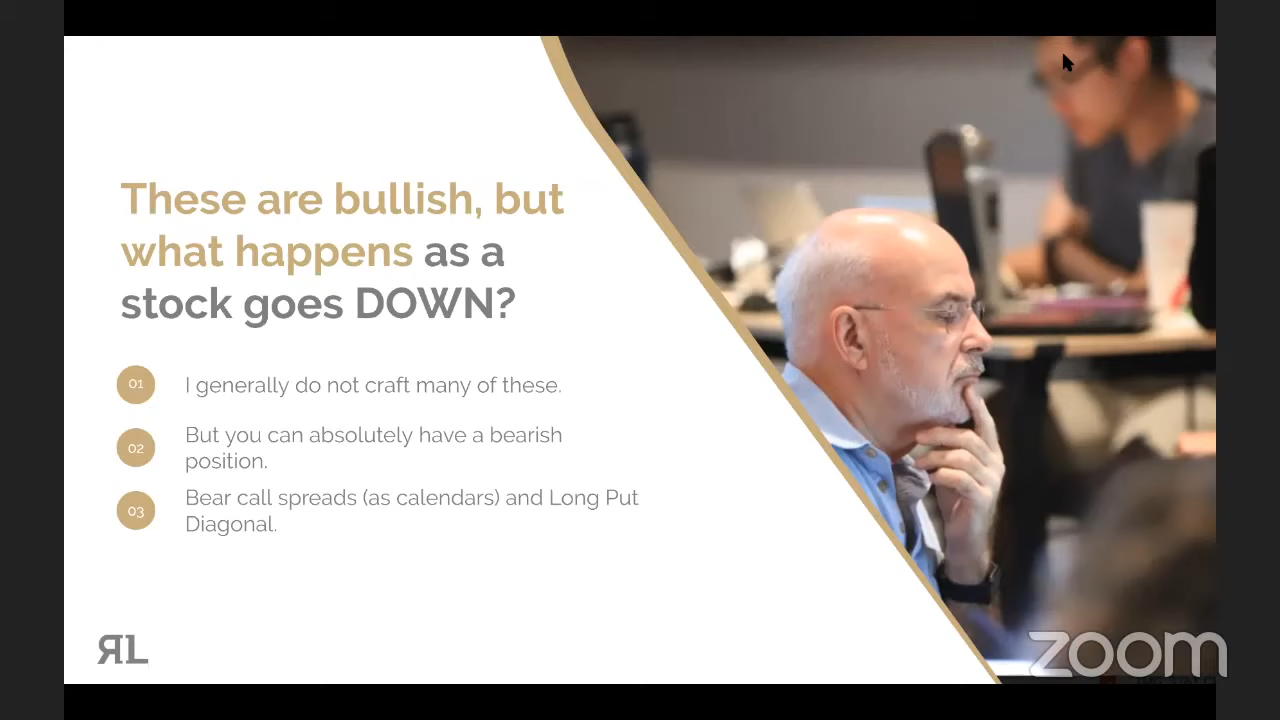 These are bullish, but
what happens as a
stock goes DOWN?
01 I generally do not craft many of these.
02 But you can absolutely have a bearish
position.
03 Bear call spreads (as calendars) and Long Put
Diagonal.
RL
zoom